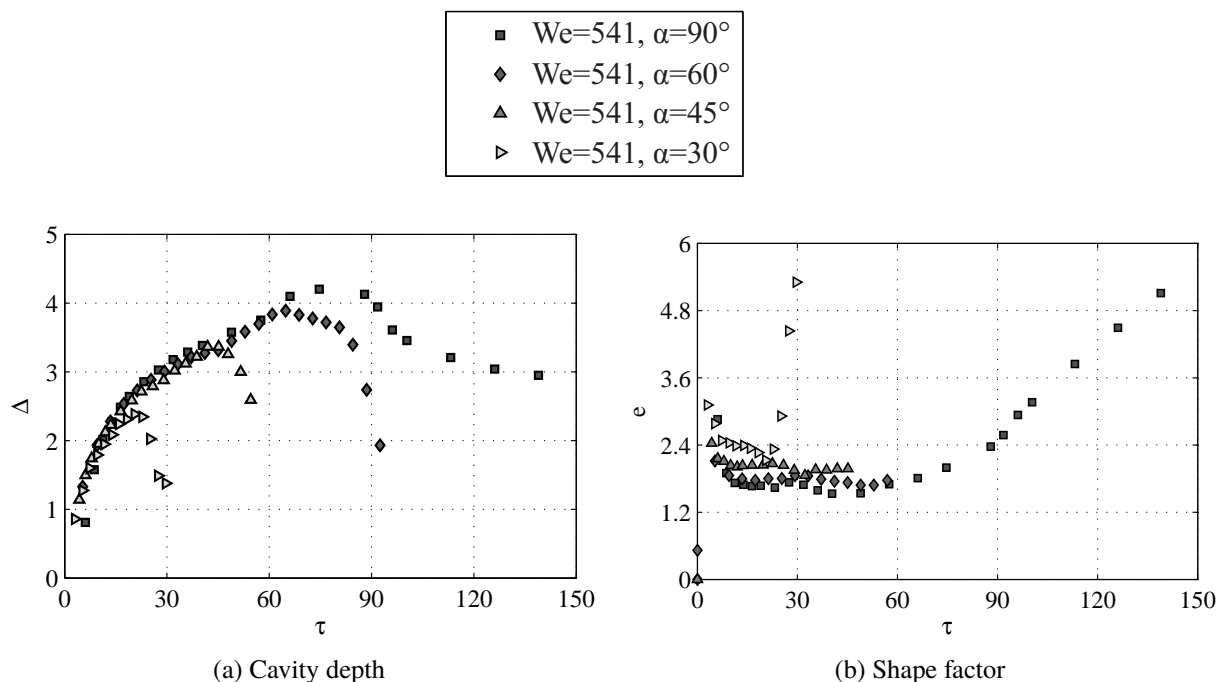 We=541, α=90°
We=541, α=60°
We=541, α=45°
We=541, α=30°
5
4
3
2
1
0
Δ
0 30 60 90 120 150
τ
(a) Cavity depth
6
4.8
3.6
2.4
1.2
0
e
0 30 60 90 120 150
τ
(b) Shape factor